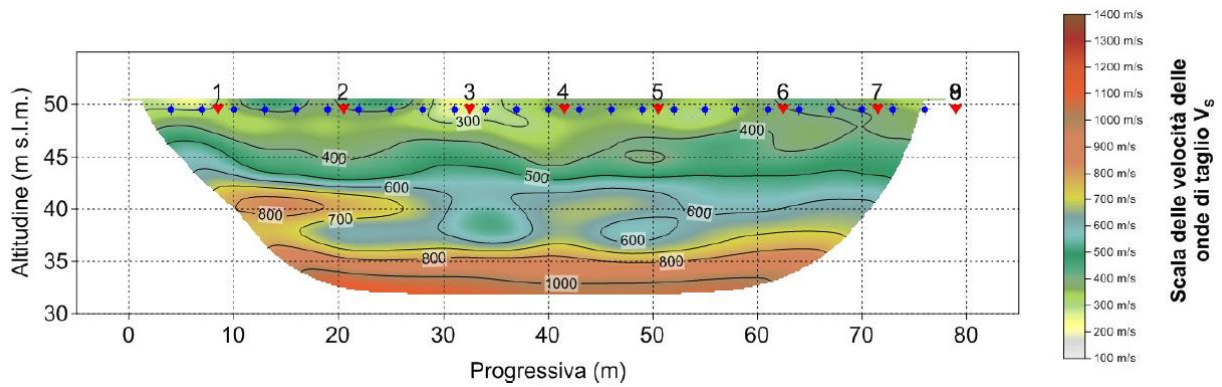 1 2 3 4 5 6 7 9
50 45 40 35 30
Altitudine (m s.l.m.)
300
400
400
500
600
600
800
700
600
800
800
1000
0 10 20 30 40 50 60 70 80
Progressiva (m)
1400 m/s
1300 m/s
1200 m/s
1100 m/s
1000 m/s
900 m/s
800 m/s
700 m/s
600 m/s
500 m/s
400 m/s
300 m/s
200 m/s
100 m/s
Scala delle velocità delle
onde di taglio Vs